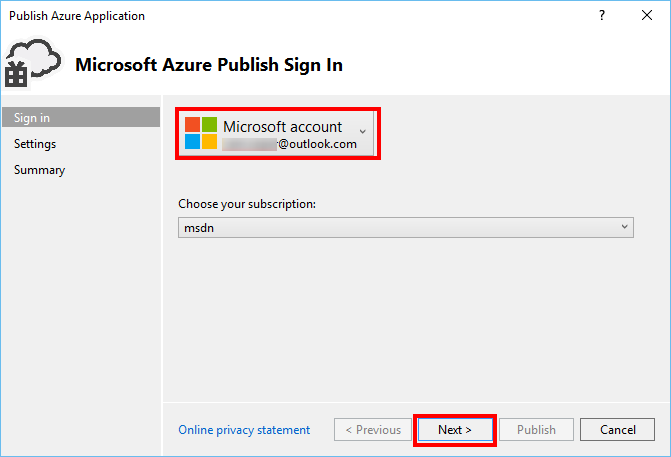 Publish Azure Application
?
Microsoft Azure Publish Sign In
Sign in
Settings
Summary
Microsoft account
@outlook.com
Choose your subscription:
msdn
Online privacy statement
< Previous
Next >
Publish
Cancel